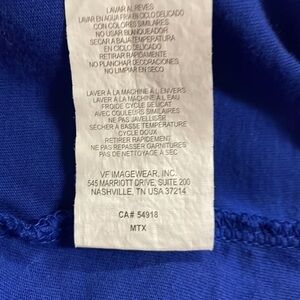 LAVAR AL REVES
LAVAR EN AGUA FRIA EN CICLO DELICADO
CON COLORES SIMILARES
NO USAR BLANQUEADOR
SECAR A BAJA TEMPERATURA
EN CICLO DELICADO
RETIRAR RAPIDAMENTE
NO PLANCHAR DECORACIONES
NO LIMPIAR EN SECO
LAVER A LA MACHINE A L'ENVERS
LAVER À LA MACHINE À L'EAU
FROIDE CYCLE DÉLICAT
AVEC COULEURS SIMILAIRES
NE PAS JAVELLISER
SÉCHER À BASSE TEMPÉRATURE
CYCLE DOUX
RETIRER RAPIDEMENT
NE PAS REPASSER GARNITURES
PAS DE NETTOYAGE À SEC
VF IMAGEWEAR, INC.
545 MARRIOTT DRIVE, SUITE 200
NASHVILLE, TN USA 37214
CA# 54918
MTX